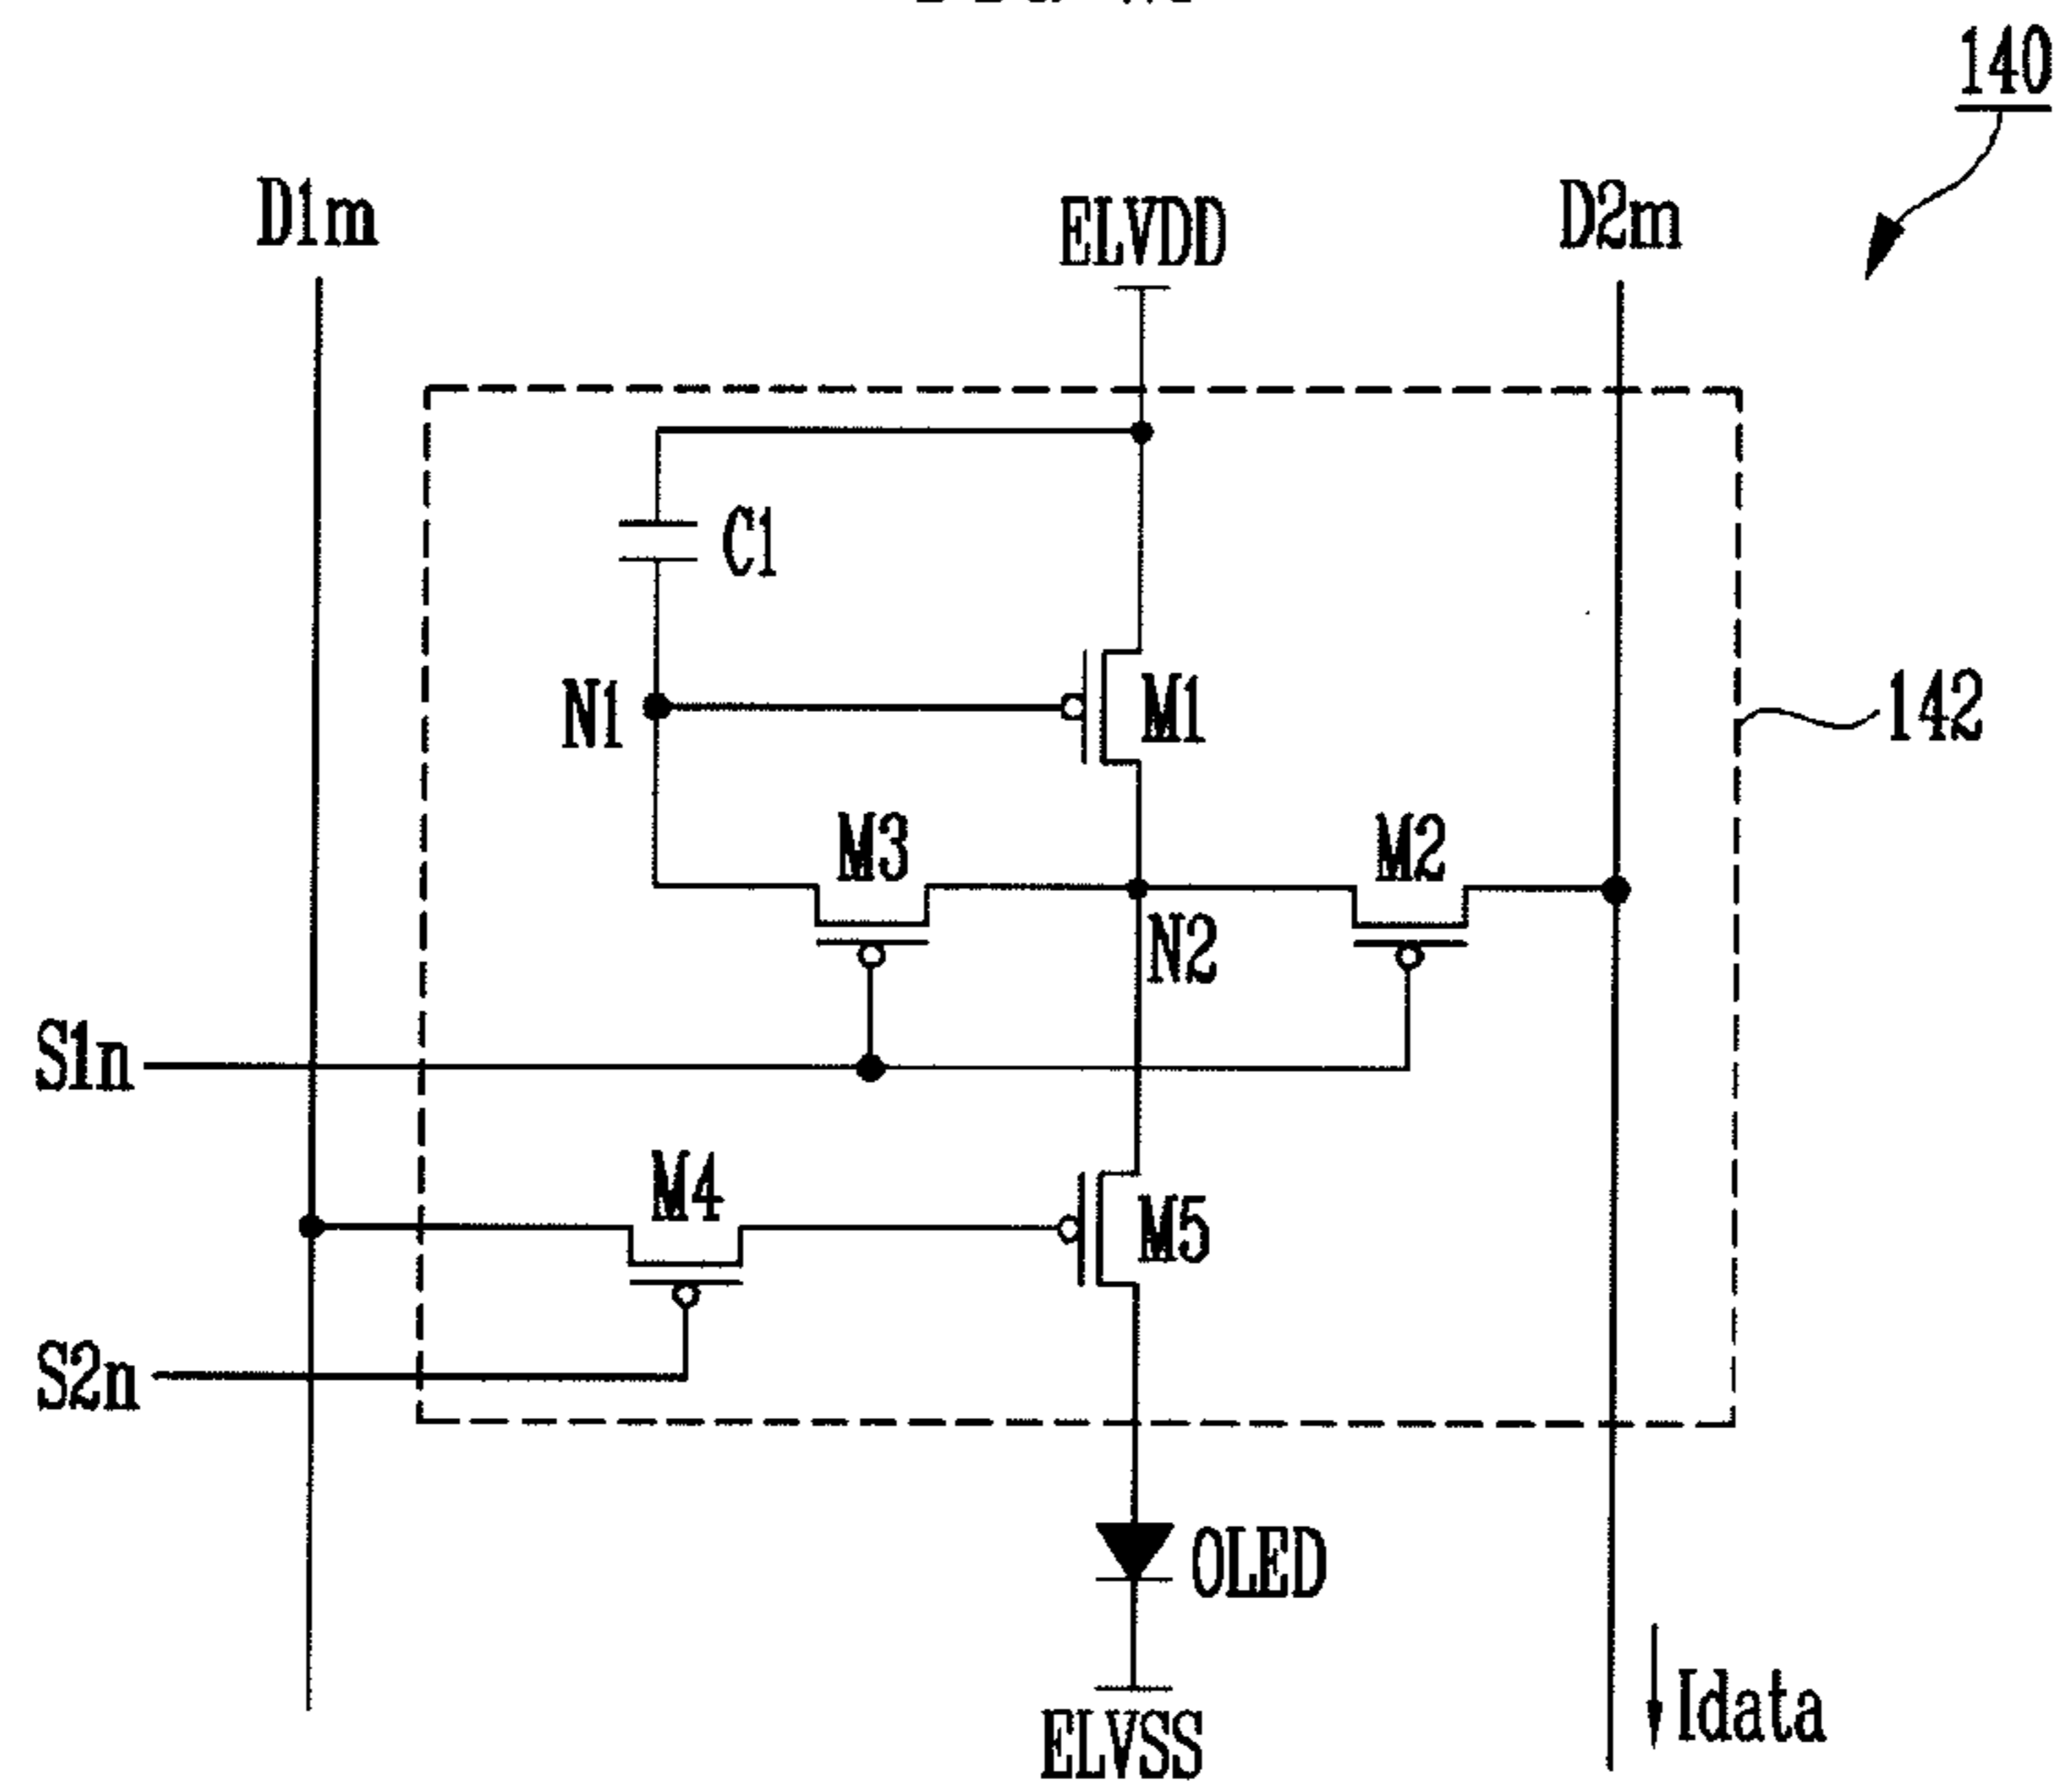 140
D1m
ELVDD
D2m
C1
N1
M1
142
M3
M2
N2
S1n
M4
M5
S2n
OLED
ELVSS
Idata